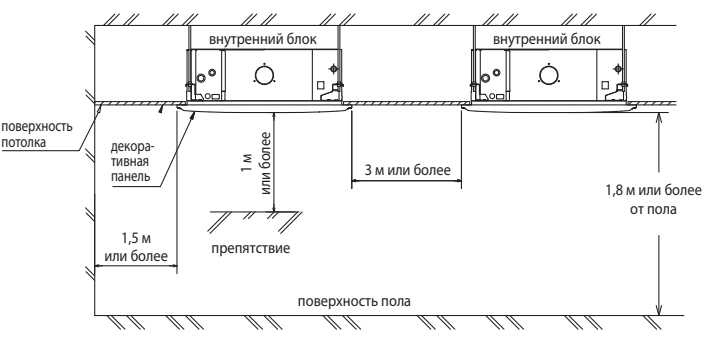 внутренний блок
внутренний блок
поверхность
потолка
декора-
тивная
панель
1 м
или более
3 м или более
1,8 м или более
от пола
1,5 м
или более
препятствие
поверхность пола